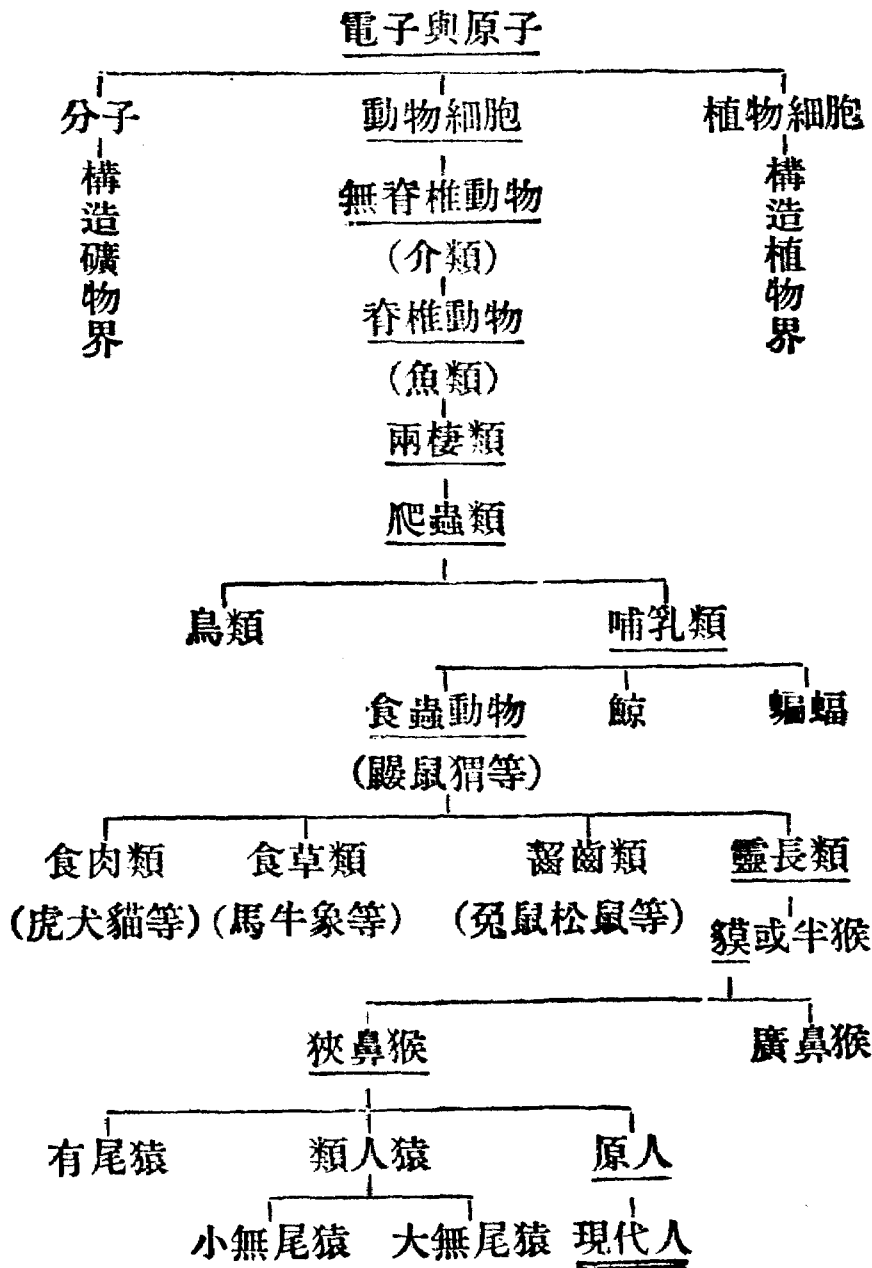 電子與原子
分子 動物細胞 植物細胞
構造礦物界 無脊椎動物 構造植物界
(介類)
脊椎動物
(魚類)
兩棲類
爬蟲類
鳥類 哺乳類
食蟲動物 鯨 蝙蝠
(鼴鼠猬等)
食肉類 食草類 齧齒類 靈長類
(虎犬貓等) (馬牛象等) (兔鼠松鼠等)
貘或半猴
狹鼻猴 廣鼻猴
有尾猿 類人猿 原人
小無尾猿 大無尾猿 現代人